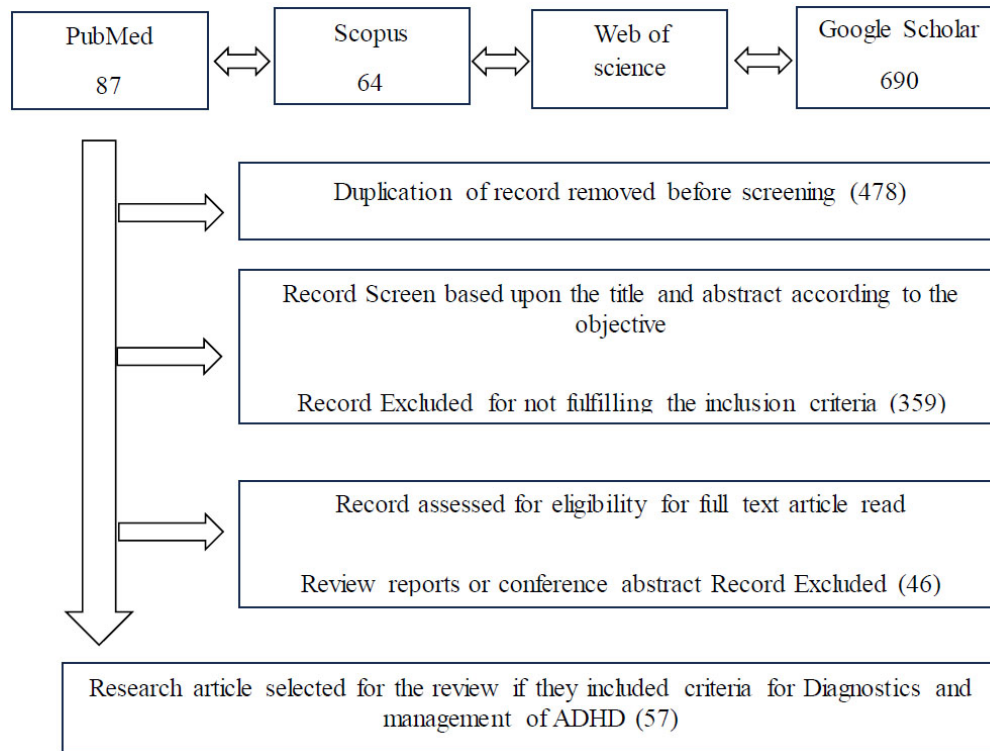 PubMed
87
Scopus
64
Web of
science
Google Scholar
690
Duplication of record removed before screening (478)
Record Screen based upon the title and abstract according to the
objective
Record Excluded for not fulfilling the inclusion criteria (359)
Record assessed for eligibility for full text article read
Review reports or conference abstract Record Excluded (46)
Research article selected for the review if they included criteria for Diagnostics and
management of ADHD (57)